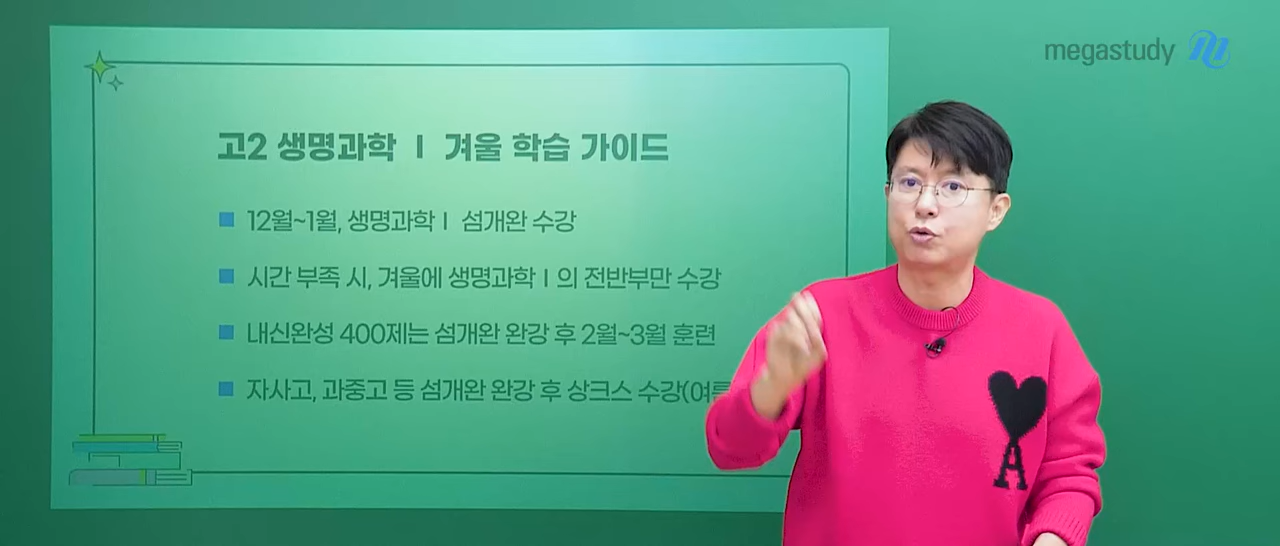 megastudy
고2 생명과학 Ⅰ 겨울 학습 가이드
12월~1월, 생명과학Ⅰ 섬개완 수강
시간 부족 시, 겨울에 생명과학Ⅰ의 전반부만 수강
내신완성 400제는 섬개완 완강 후 2월~3월 훈련
자사고, 과중고 등 섬개완 완강 후 상크스 수강(여름
A